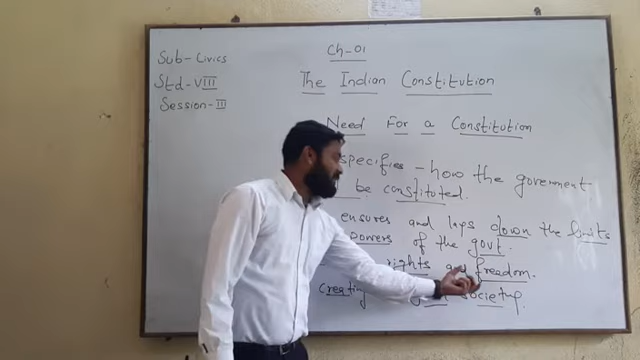 Sub- Civics
Std- VIII
Session- III
Ch-01
The Indian Constitution
Need For a Constitution
specifies - how the government
be constituted.
ensures and lays down the limits
Powers of the govt.
rights freedom.
creating society.